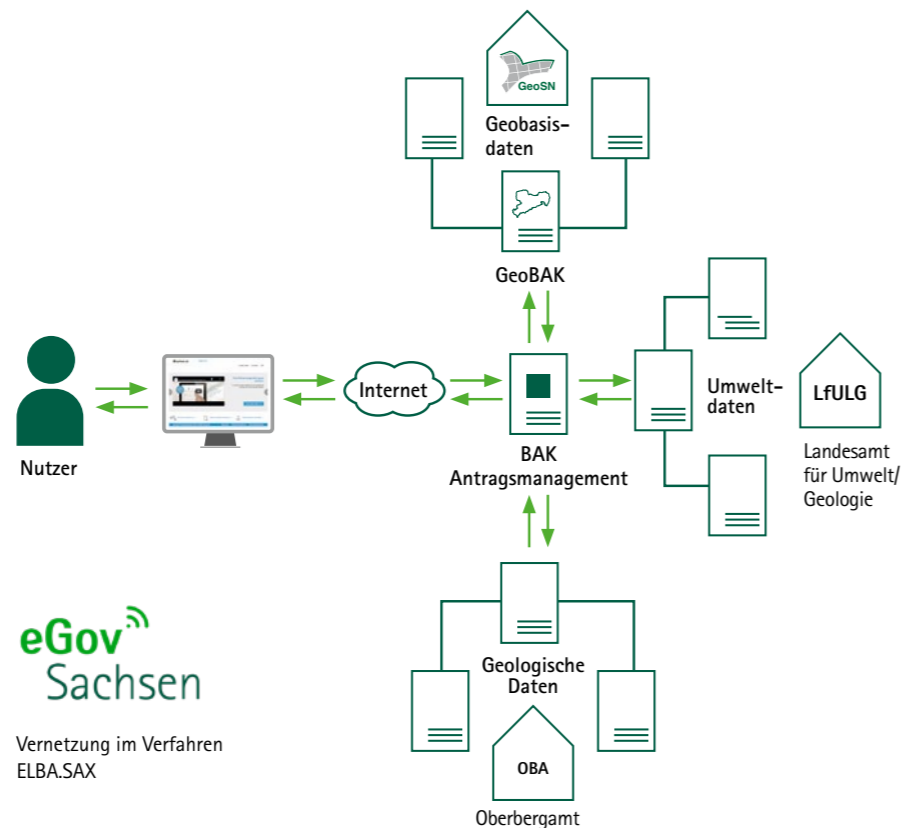 GeoSN
Geobasis-
daten
GeoBAK
Nutzer
Internet
BAK
Antragsmanagement
Umwelt-
daten
LfULG
Landesamt
für Umwelt/
Geologie
Geologische
Daten
OBA
Oberbergamt
eGov
Sachsen
Vernetzung im Verfahren
ELBA.SAX